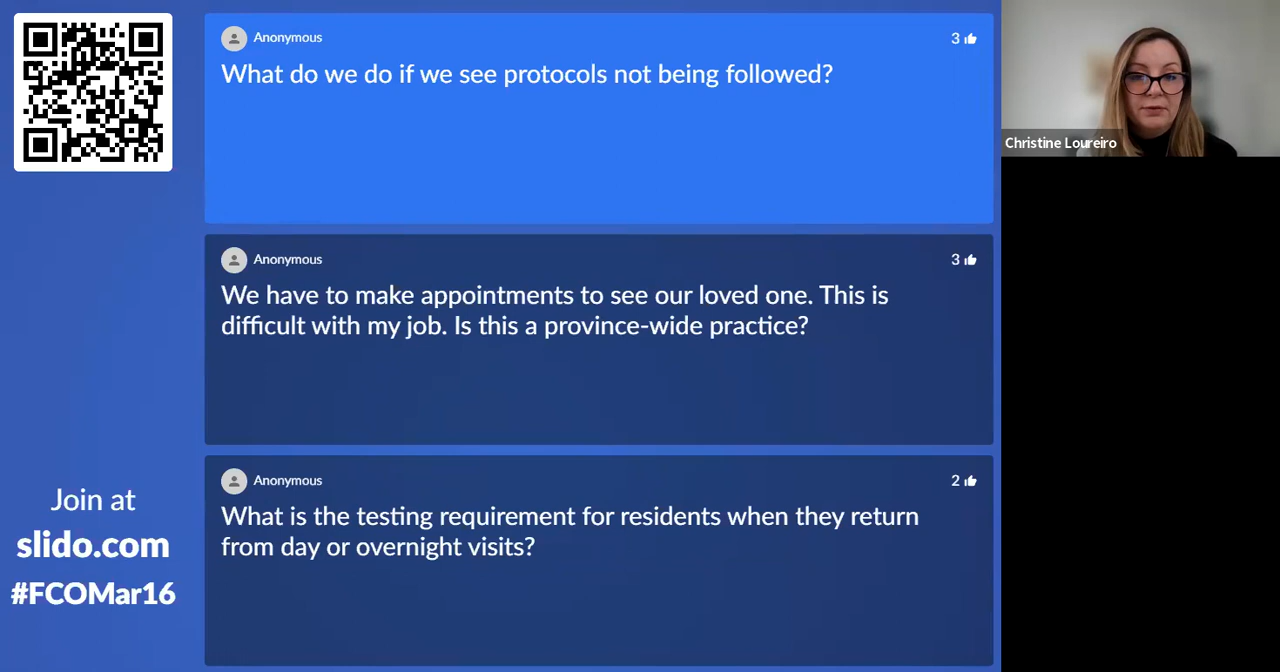 Anonymous
3
What do we do if we see protocols not being followed?
Christine Loureiro
Anonymous
3
We have to make appointments to see our loved one. This is
difficult with my job. Is this a province-wide practice?
Anonymous
2
What is the testing requirement for residents when they return
from day or overnight visits?
Join at
slido.com
#FCOMar16